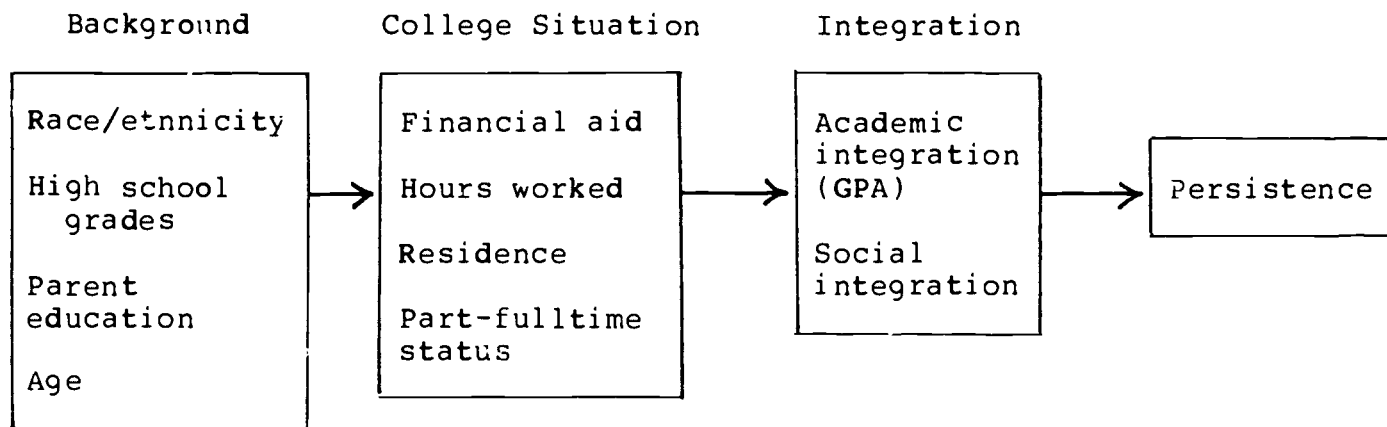 Background
Race/etnnicity
High school
grades
Parent
education
Age
College Situation
Financial aid
Hours worked
Residence
Part-fulltime
status
Integration
Academic
integration
(GPA)
Social
integration
Persistence